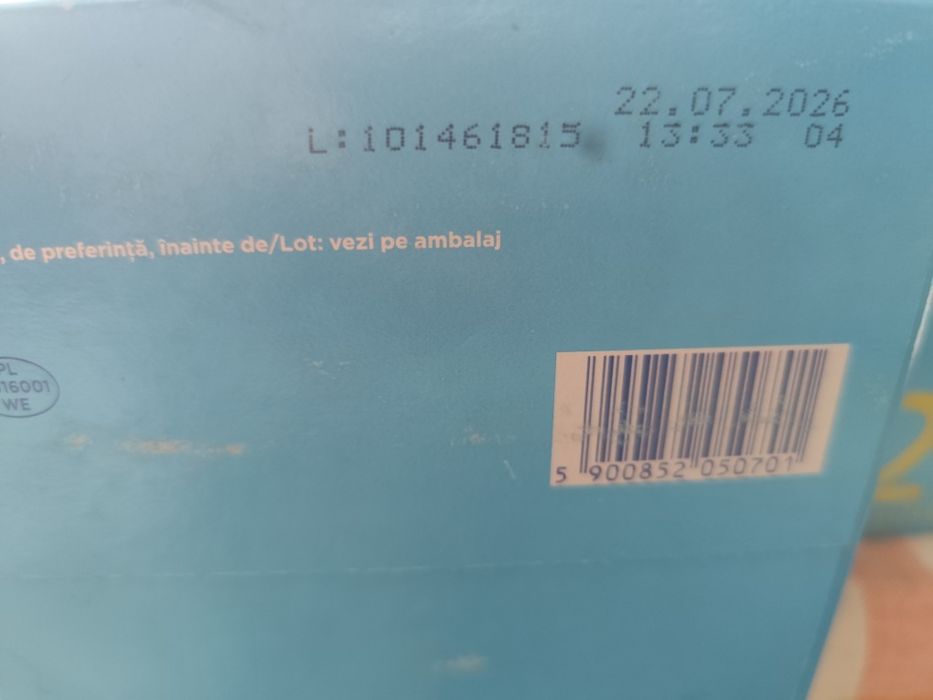 22.07.2026
L:101461815 13:33 04
, de preferință, înainte de/Lot: vezi pe ambalaj
PL
16001
WE
5 900852 050701
2